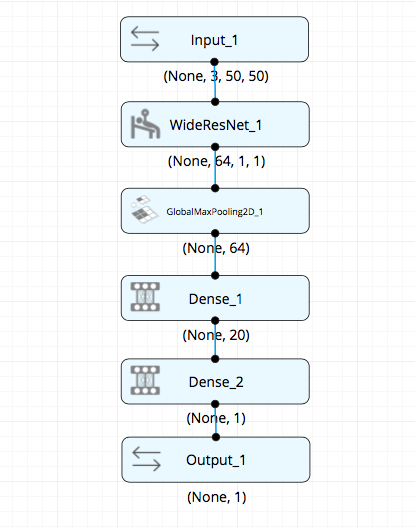 Input_1
(None, 3, 50, 50)
WideResNet_1
(None, 64, 1, 1)
GlobalMaxPooling2D_1
(None, 64)
Dense_1
(None, 20)
Dense_2
(None, 1)
Output_1
(None, 1)